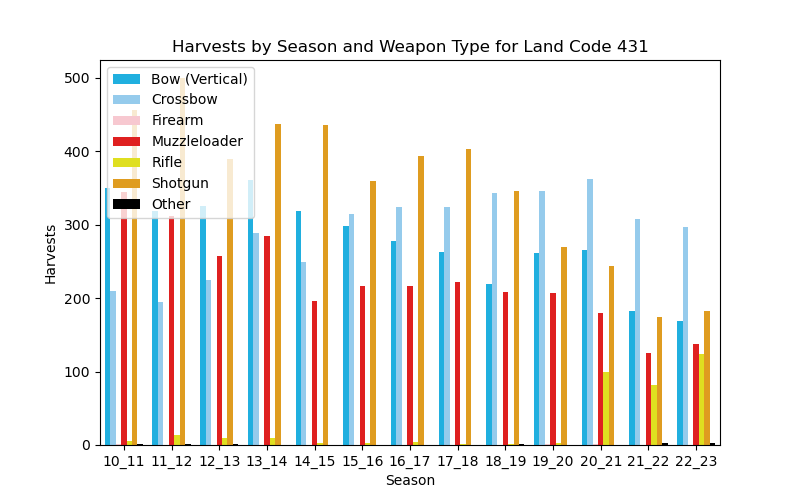 Harvests by Season and Weapon Type for Land Code 431
Bow (Vertical)
Crossbow
Firearm
Muzzleloader
Rifle
Shotgun
Other
500
400
300
200
100
0
Harvests
10_11 11_12 12_13 13_14 14_15 15_16 16_17 17_18 18_19 19_20 20_21 21_22 22_23
Season